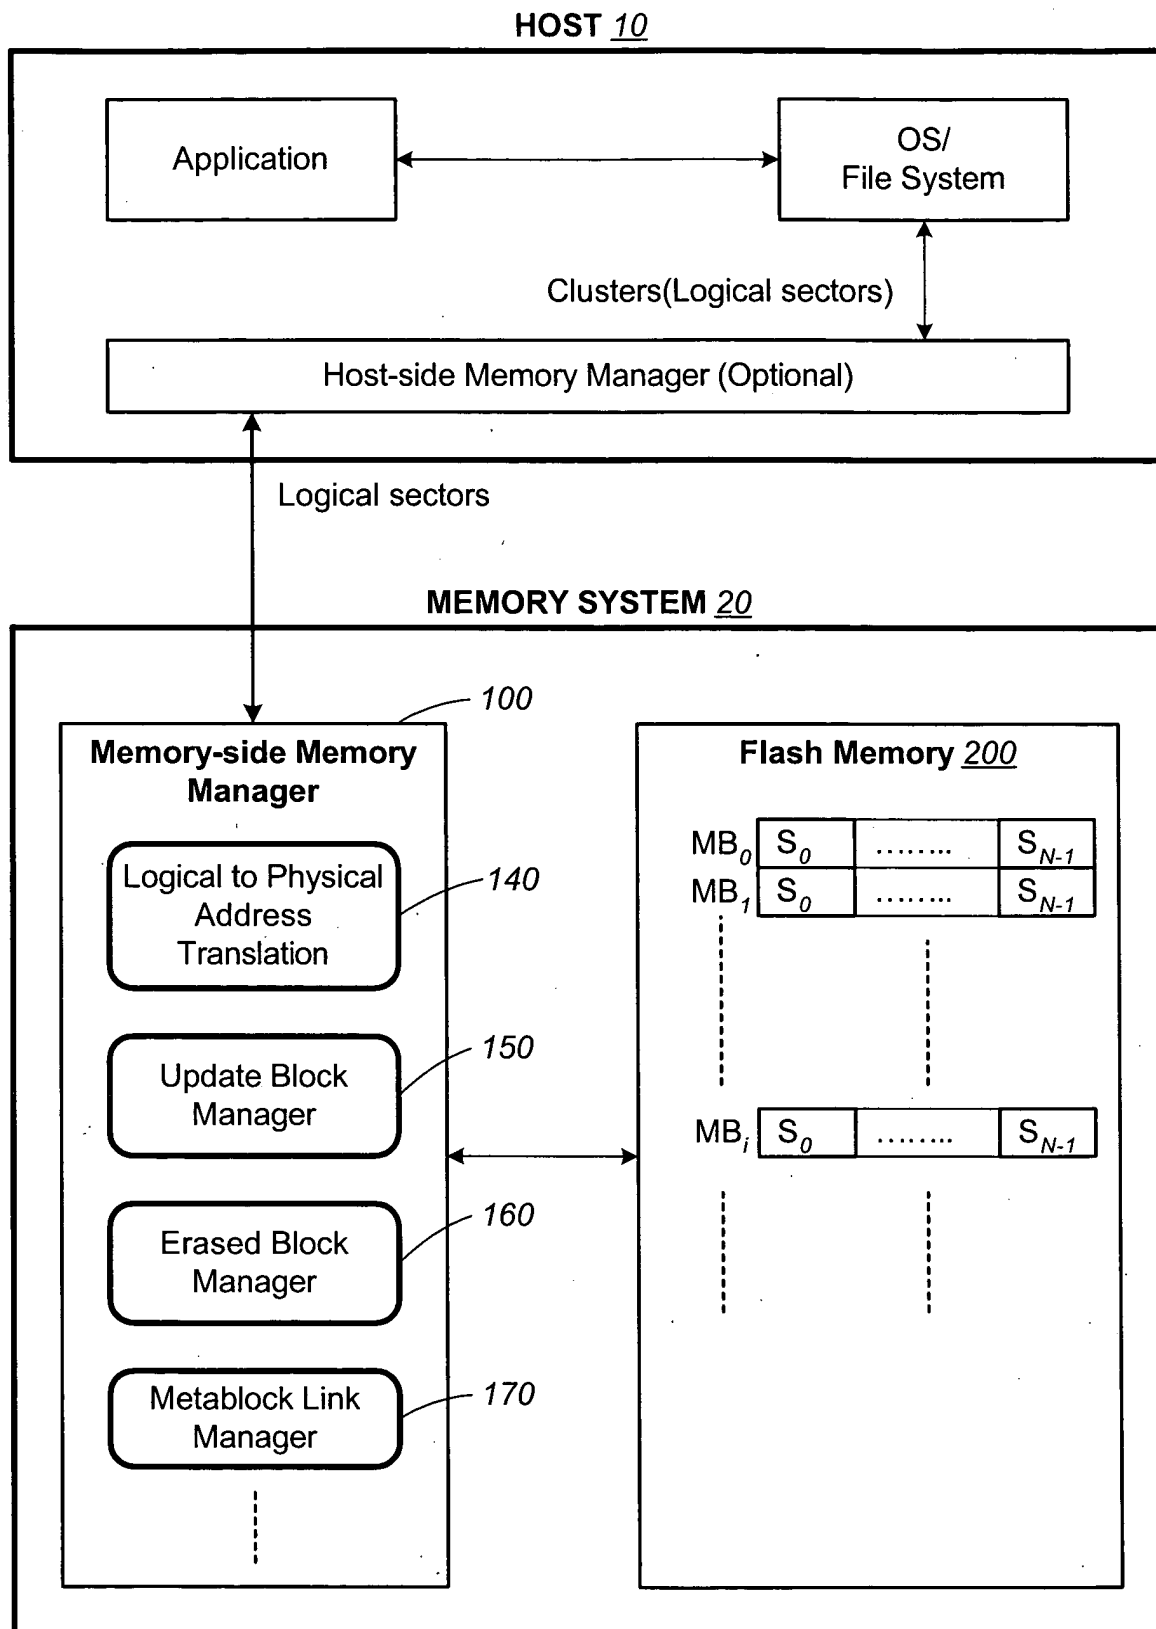 HOST 10
Application
OS/
File System
Clusters(Logical sectors)
Host-side Memory Manager (Optional)
Logical sectors
MEMORY SYSTEM 20
100
Memory-side Memory
Manager
Logical to Physical
Address
Translation
140
Update Block
Manager
150
Erased Block
Manager
160
Metablock Link
Manager
170
Flash Memory 200
MB0 S0 ........ SN-1
MB1 S0 ........ SN-1
MBi S0 ........ SN-1